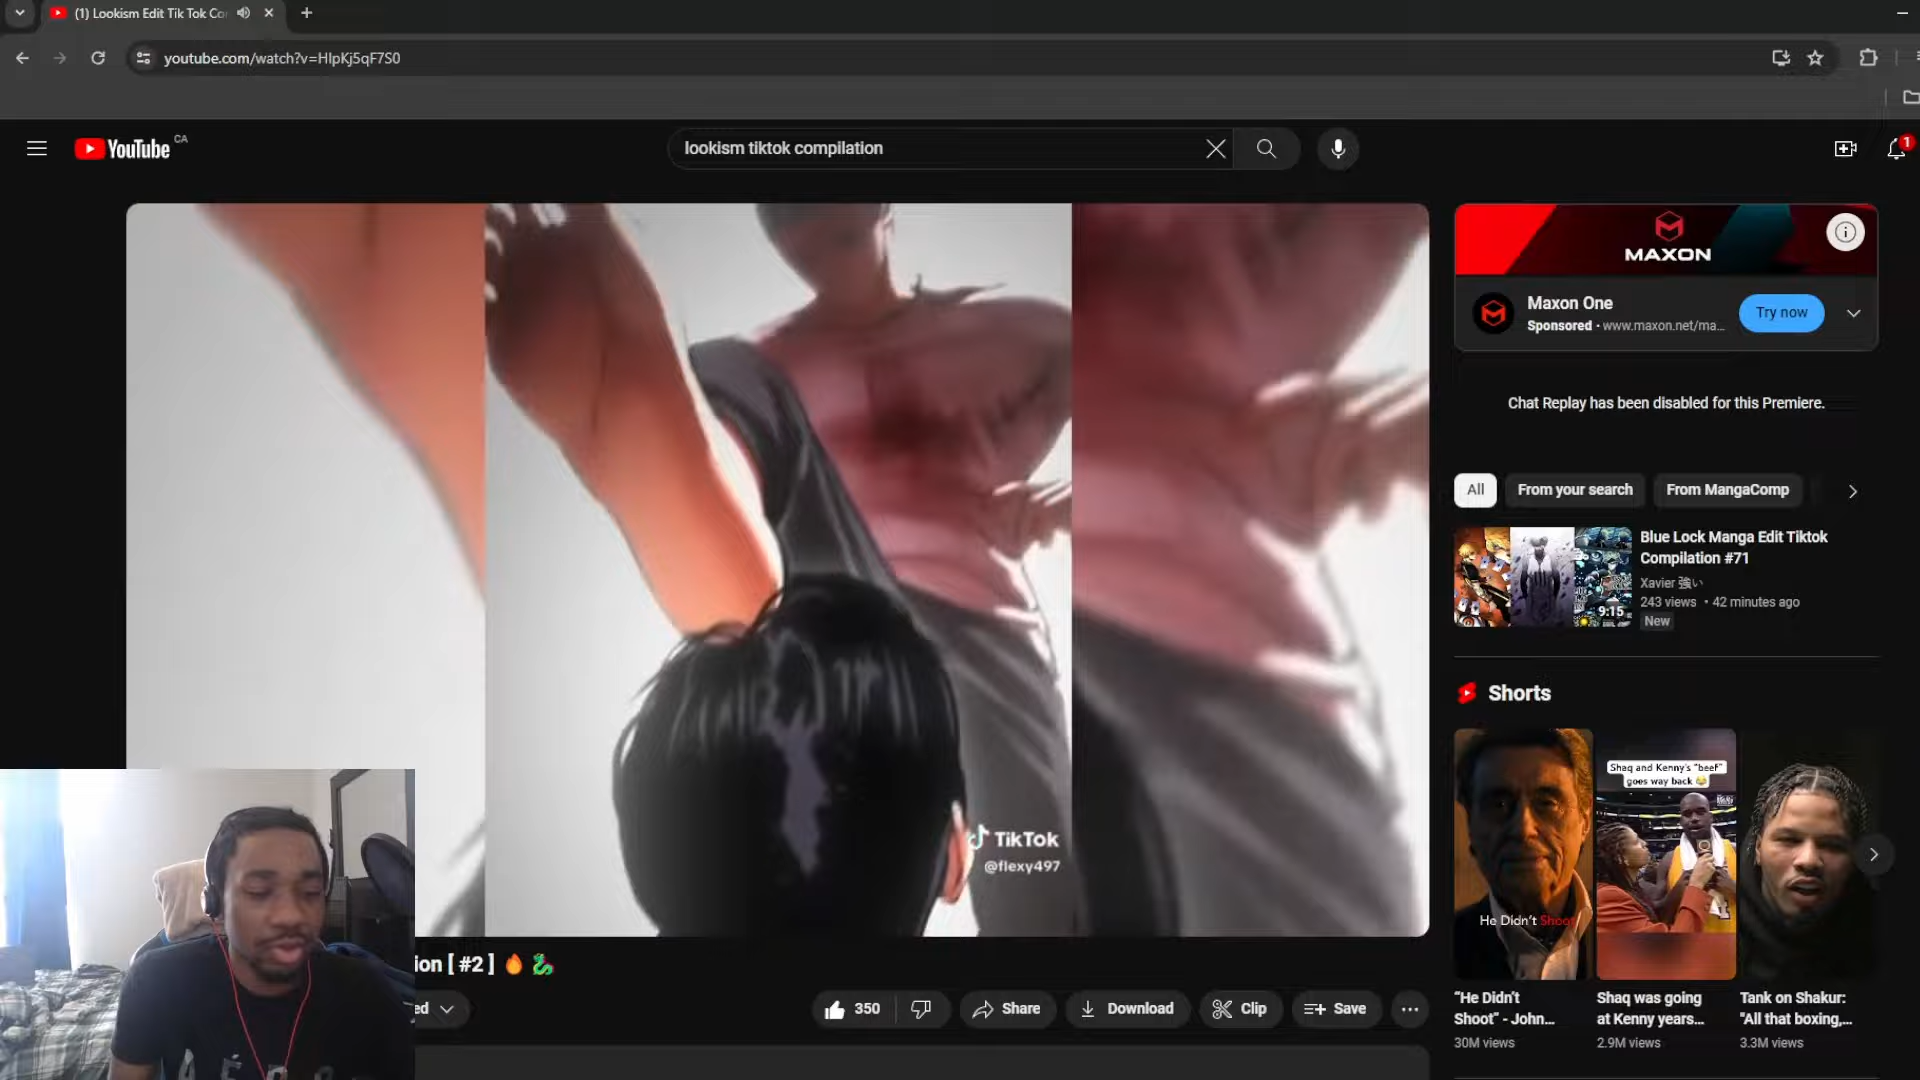 (1) Lookism Edit Tik Tok Co
youtube.com/watch?v=HIpKj5qF7S0
YouTube CA
lookism tiktok compilation
1
MAXON
Maxon One
Sponsored · www.maxon.net/ma...
Try now
Chat Replay has been disabled for this Premiere.
All
From your search
From MangaComp
Blue Lock Manga Edit Tiktok
Compilation #71
Xavier 強い
243 views • 42 minutes ago
New
9:15
TikTok
@flexy497
Shorts
Shaq and Kenny's "beef"
goes way back 😂
He Didn't Shoot
ion [ #2 ] 🔥 🐉
ed
350
Share
Download
Clip
Save
"He Didn't
Shoot" - John...
30M views
Shaq was going
at Kenny years...
2.9M views
Tank on Shakur:
"All that boxing,...
3.3M views